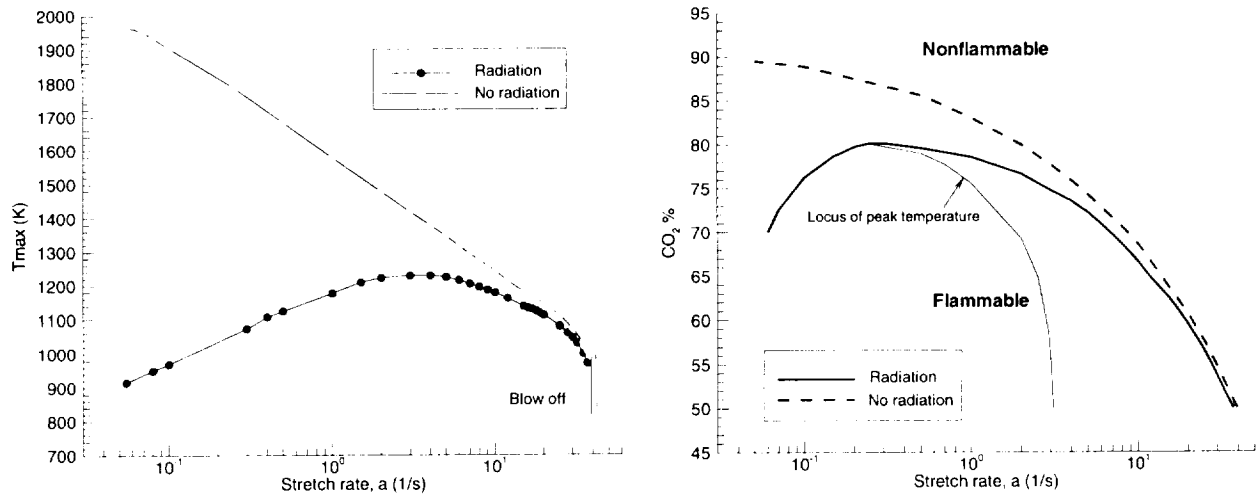 2000
1900
1800
1700
1600
1500
1400
1300
1200
1100
1000
900
800
700
Tmax (K)
Radiation
No radiation
Blow off
10⁻¹
10⁰
10¹
Stretch rate, a (1/s)
95
90
85
80
75
70
65
60
55
50
45
CO₂ %
Nonflammable
Locus of peak temperature
Flammable
Radiation
No radiation
10⁻¹
10⁰
10¹
Stretch rate, a (1/s)